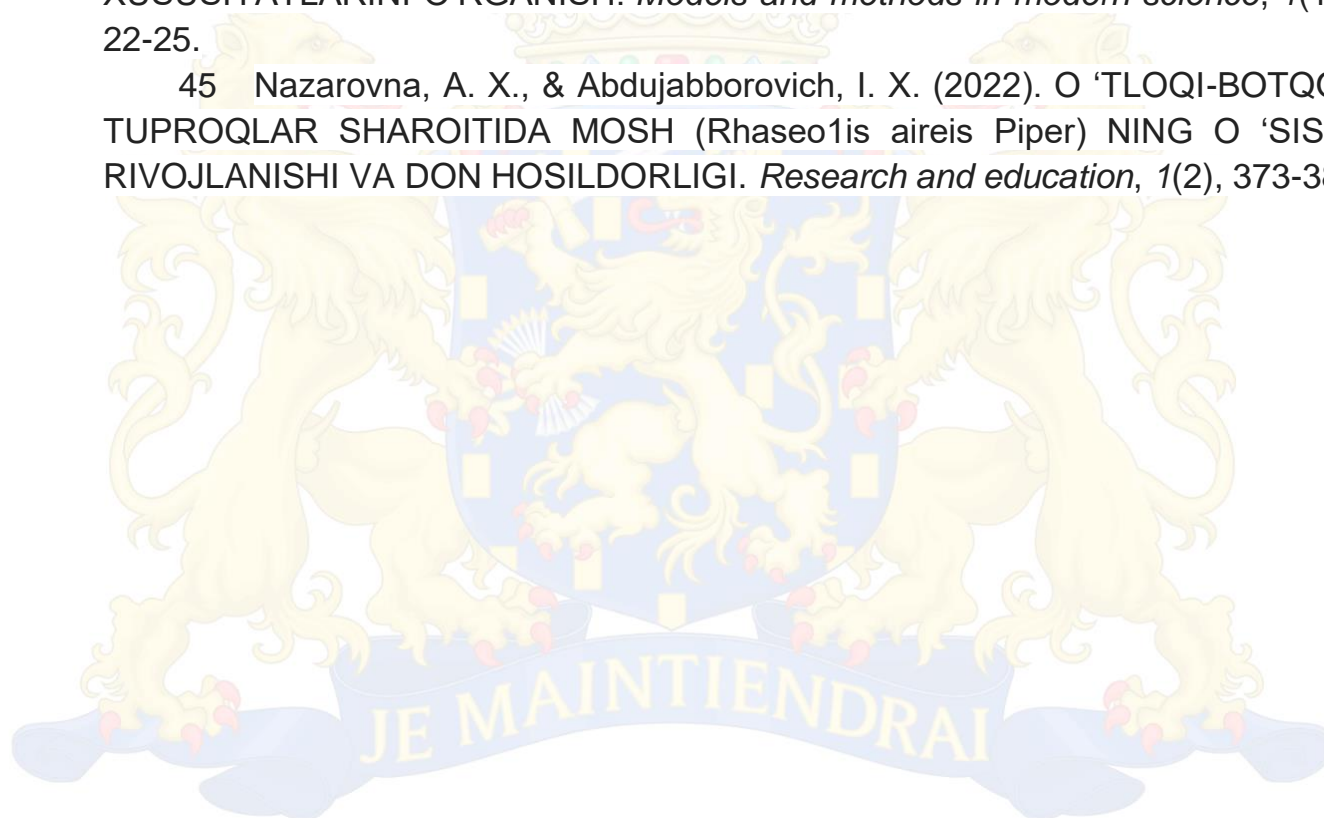 22-25.
45 Nazarovna, A. X., & Abdujabborovich, I. X. (2022). O ‘TLOQI-BOTQO
TUPROQLAR SHAROITIDA MOSH (Rhaseo1is aireis Piper) NING O ‘SIS
RIVOJLANISHI VA DON HOSILDORLIGI. Research and education, 1(2), 373-38
JE MAINTIENDRAI